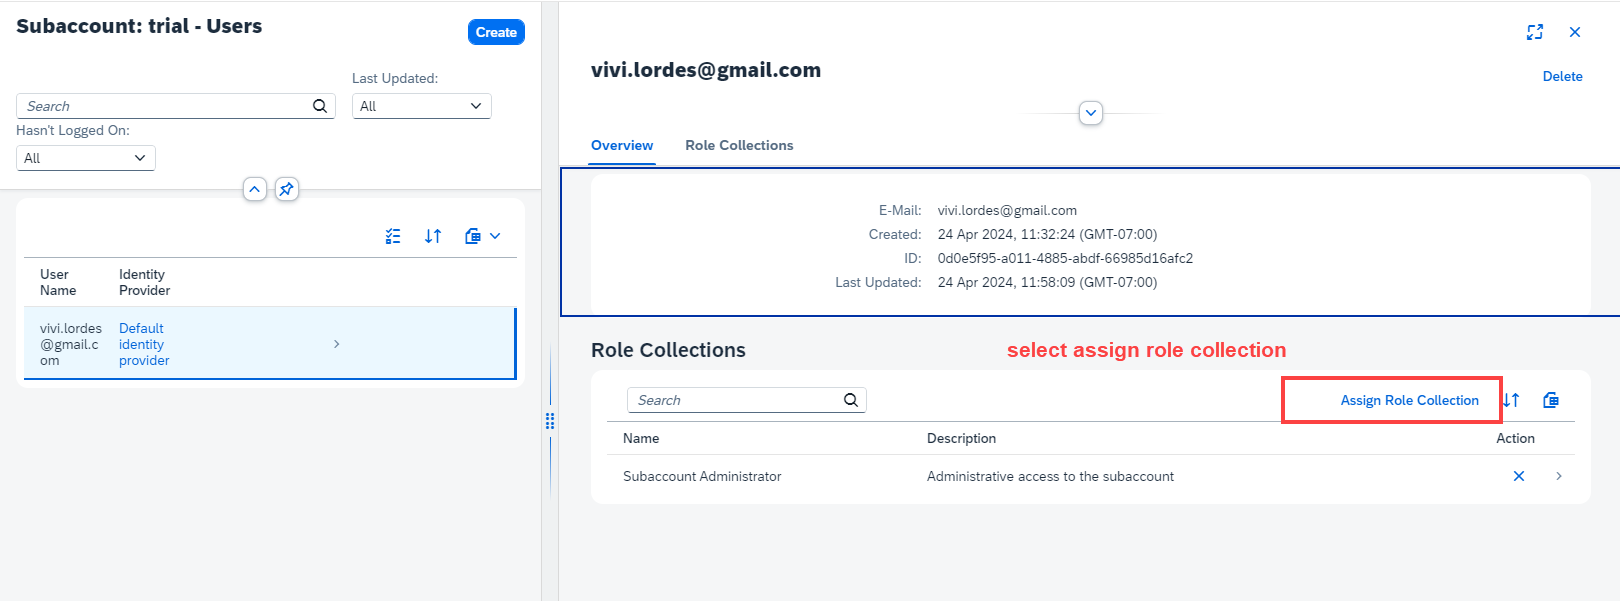 Subaccount: trial - Users
Create
Last Updated:
Search
All
Hasn't Logged On:
All
User Name
Identity Provider
vivi.lordes
@gmail.c
om
Default
identity
provider
vivi.lordes@gmail.com
Delete
Overview
Role Collections
E-Mail: vivi.lordes@gmail.com
Created: 24 Apr 2024, 11:32:24 (GMT-07:00)
ID: 0d0e5f95-a011-4885-abdf-66985d16afc2
Last Updated: 24 Apr 2024, 11:58:09 (GMT-07:00)
Role Collections
select assign role collection
Search
Assign Role Collection
Name Description Action
Subaccount Administrator Administrative access to the subaccount